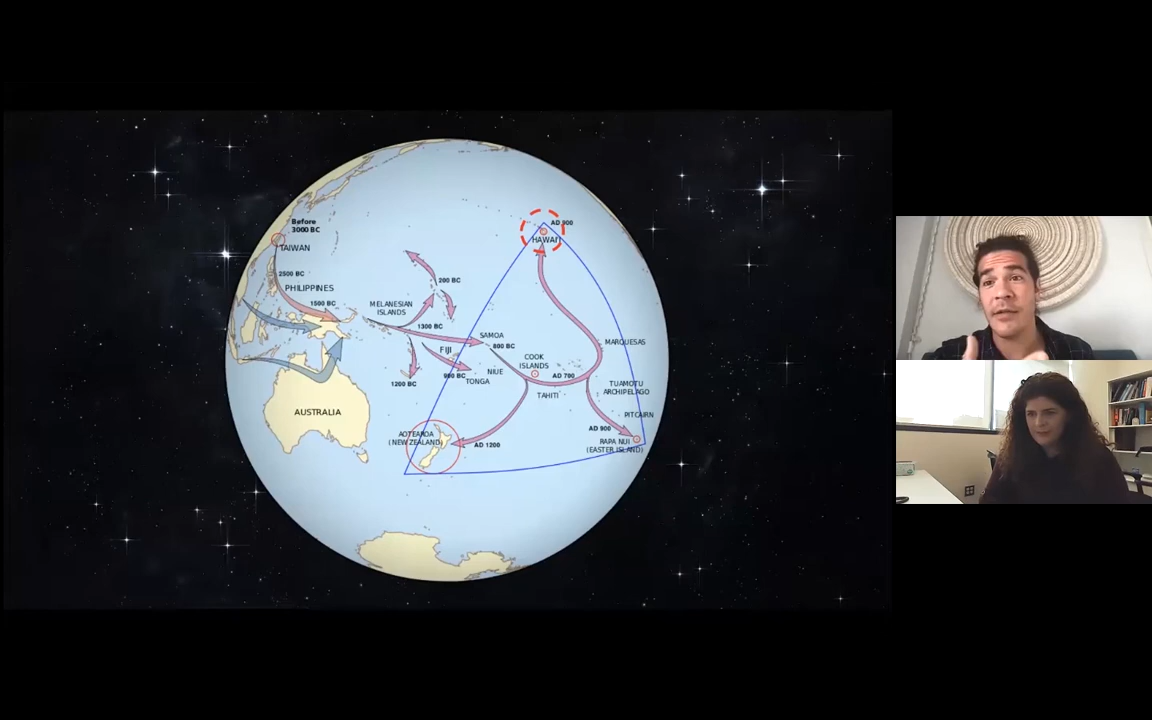 AD 900
HAWAII
Before
3000 BC
TAIWAN
2500 BC
PHILIPPINES
1500 BC
200 BC
MELANESIAN
ISLANDS
1300 BC
SAMOA
800 BC
FIJI
900 BC
NIUE
TONGA
1200 BC
COOK
ISLANDS
AD 700
TAHITI
MARQUESAS
TUAMOTU
ARCHIPELAGO
PITCAIRN
AD 900
RAPA NUI
(EASTER ISLAND)
AUSTRALIA
AOTEAROA
(NEW ZEALAND)
AD 1200